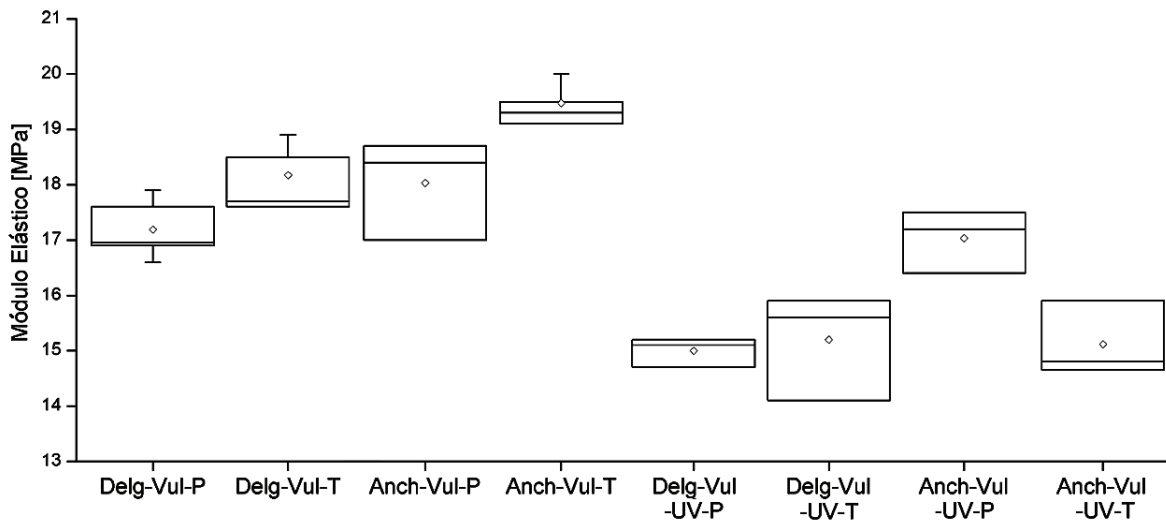 21
20
19
18
17
16
15
14
13
Módulo Elástico [MPa]
Delg-Vul-P
Delg-Vul-T
Anch-Vul-P
Anch-Vul-T
Delg-Vul
-UV-P
Delg-Vul
-UV-T
Anch-Vul
-UV-P
Anch-Vul
-UV-T